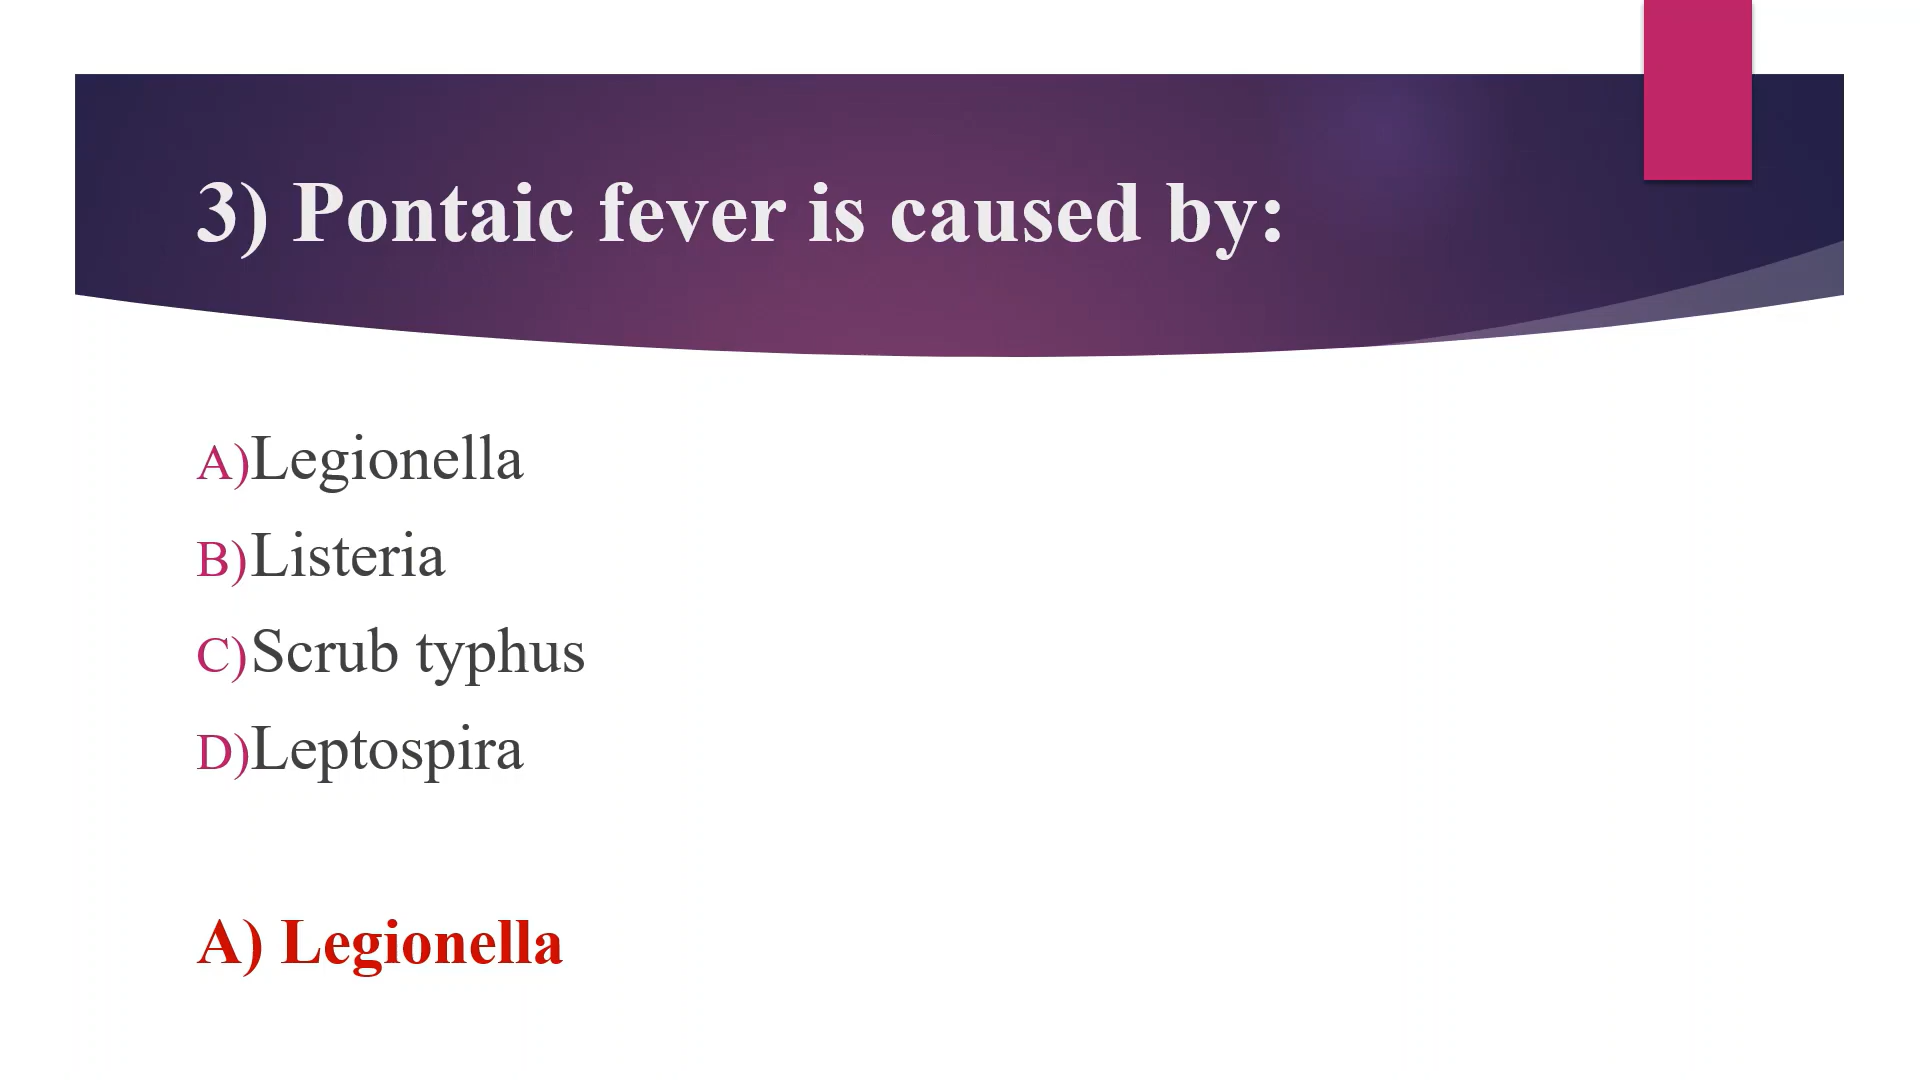 3) Pontaic fever is caused by:
A)Legionella
B)Listeria
C)Scrub typhus
D)Leptospira
A) Legionella